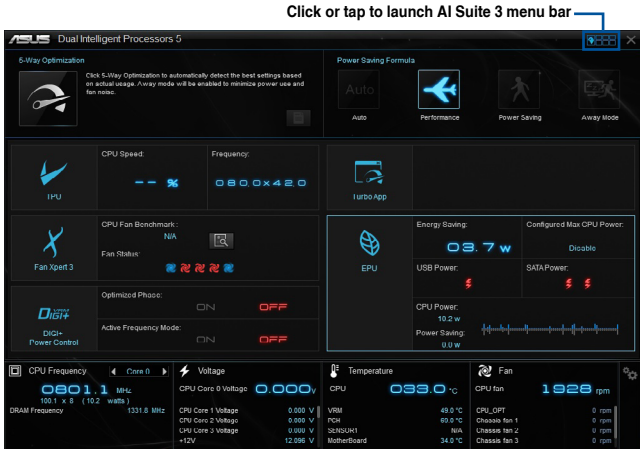 Click or tap to launch AI Suite 3 menu bar
ASUS Dual Intelligent Processors 5
5-Way Optimization
Click 5-Way Optimization to automatically detect the best settings based
on actual usage. Away mode will be enabled to minimize power use and
fan noise.
Power Saving Formula
Auto
Auto Performance Power Saving Away Mode
TPU
CPU Speed: Frequency:
-- % 080.0x42.0
Turbo App
Fan Xpert 3
CPU Fan Benchmark:
N/A
Fan Status:
EPU
Energy Saving: Configured Max CPU Power:
03.7 w Disable
USB Power: SATA Power:
CPU Power:
10.2 w
Power Saving:
0.0 w
DIGI+
DIGI+
Power Control
Optimized Phase: ON OFF
Active Frequency Mode: ON OFF
CPU Frequency Core 0
0801.1 MHz
100.1 x 8 (10.2 watts)
DRAM Frequency 1331.8 MHz
Voltage
CPU Core 0 Voltage 0.000v
CPU Core 1 Voltage 0.000 V
CPU Core 2 Voltage 0.000 V
CPU Core 3 Voltage 0.000 V
+12V 12.096 V
Temperature
CPU 033.0 °C
VRM 49.0 °C
PCH 60.0 °C
SENSOR1 N/A
MotherBoard 34.0 °C
Fan
CPU fan 1928 rpm
CPU_OPT 0 rpm
Chassis fan 1 0 rpm
Chassis fan 2 0 rpm
Chassis fan 3 0 rpm